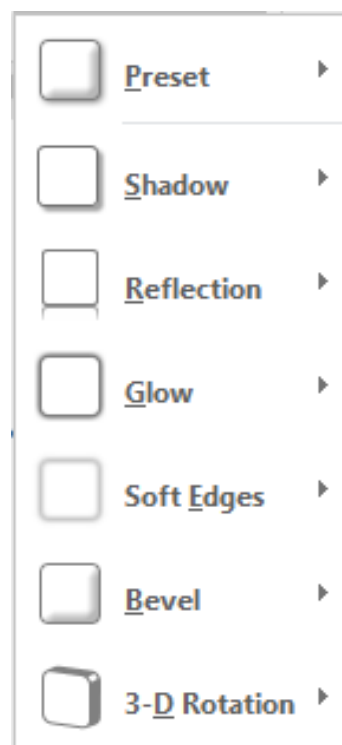 Preset
Shadow
Reflection
Glow
Soft Edges
Bevel
3-D Rotation